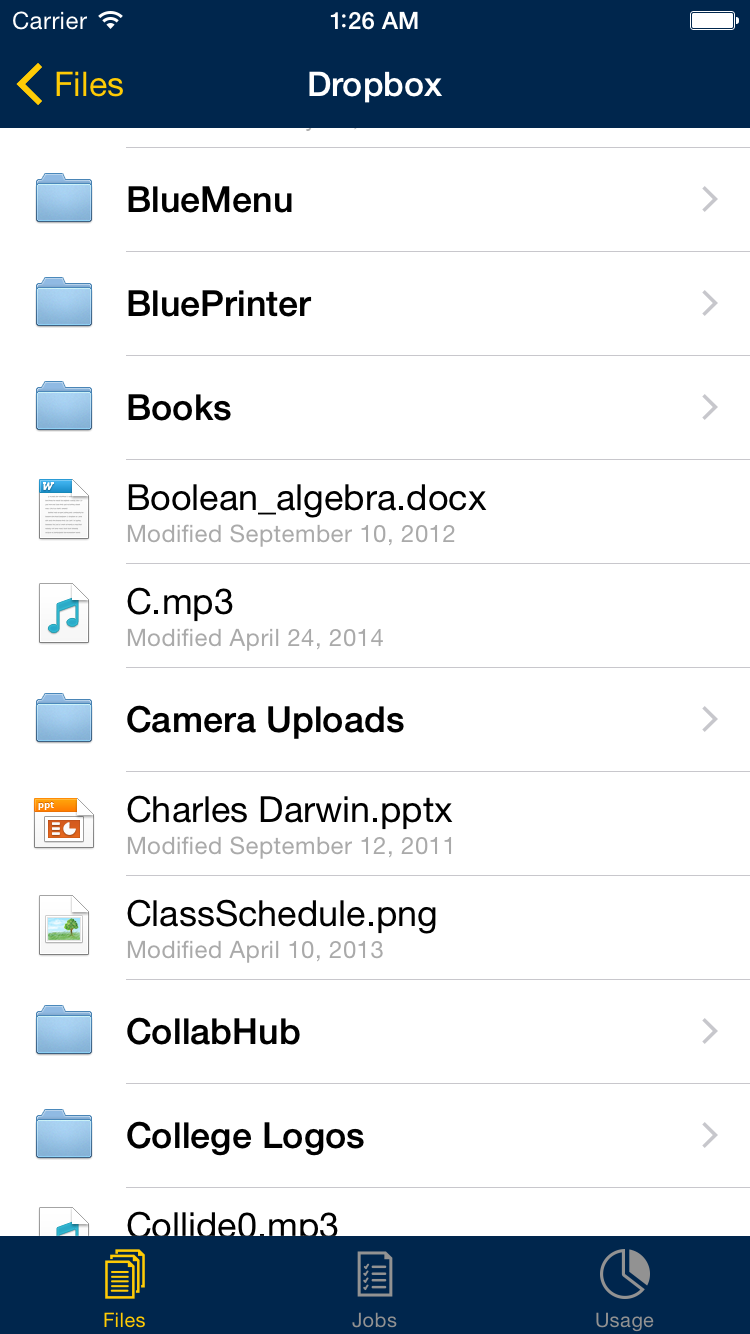 Carrier 1:26 AM
Files Dropbox
BlueMenu
BluePrinter
Books
W
Boolean_algebra.docx
Modified September 10, 2012
C.mp3
Modified April 24, 2014
Camera Uploads
ppt
Charles Darwin.pptx
Modified September 12, 2011
ClassSchedule.png
Modified April 10, 2013
CollabHub
College Logos
Collide0.mp3
Files Jobs Usage